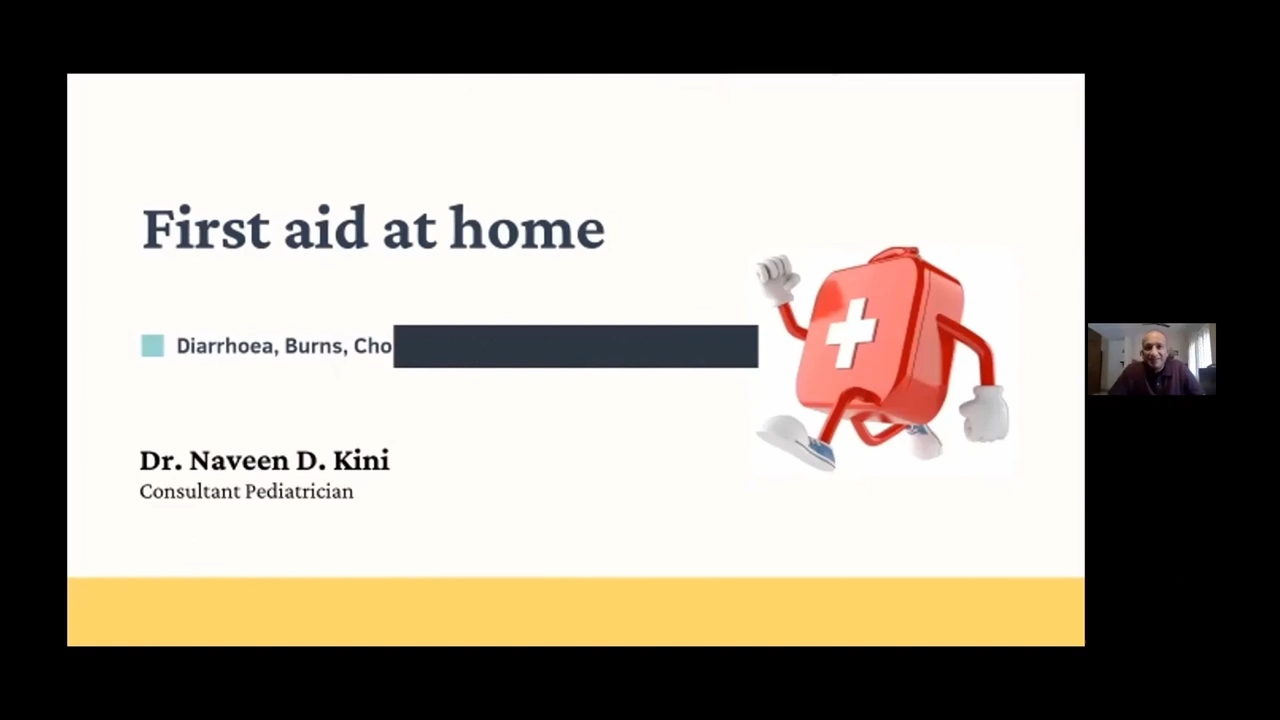 First aid at home
Diarrhoea, Burns, Cho
Dr. Naveen D. Kini
Consultant Pediatrician